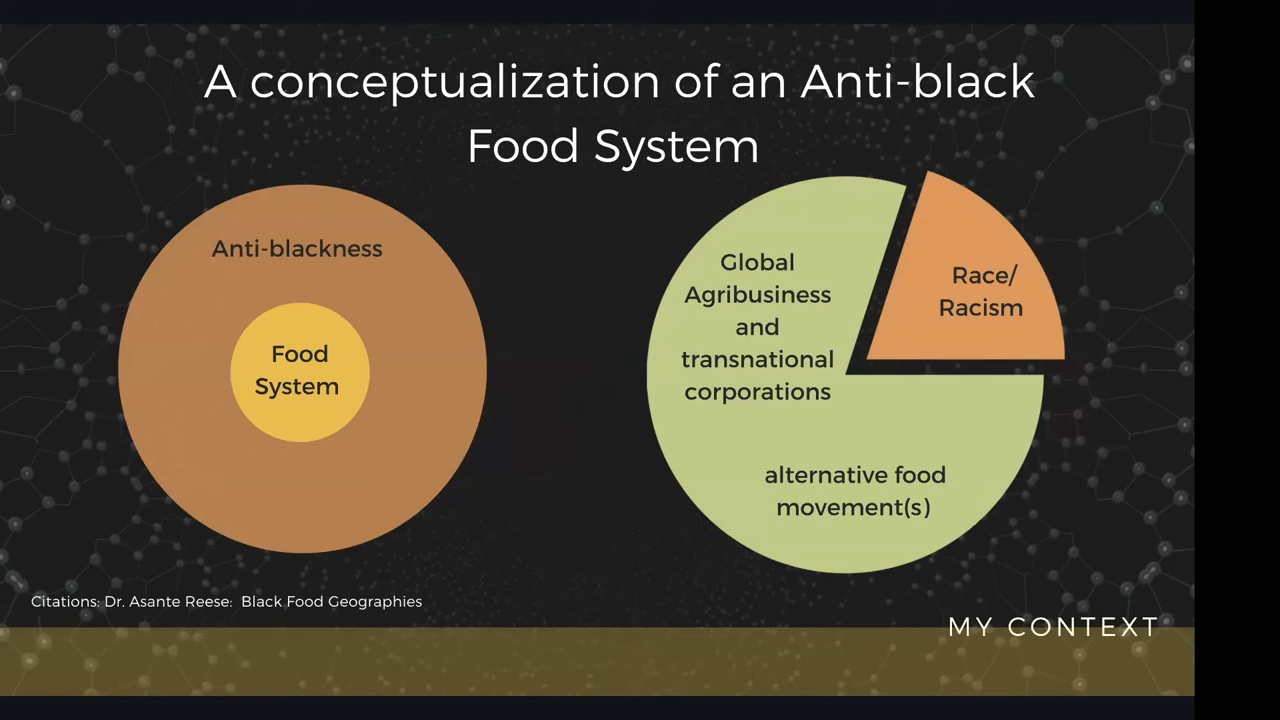 A conceptualization of an Anti-black
Food System
Anti-blackness
Food
System
Global
Agribusiness
and
transnational
corporations
Race/
Racism
alternative food
movement(s)
Citations: Dr. Asante Reese: Black Food Geographies
MY CONTEXT